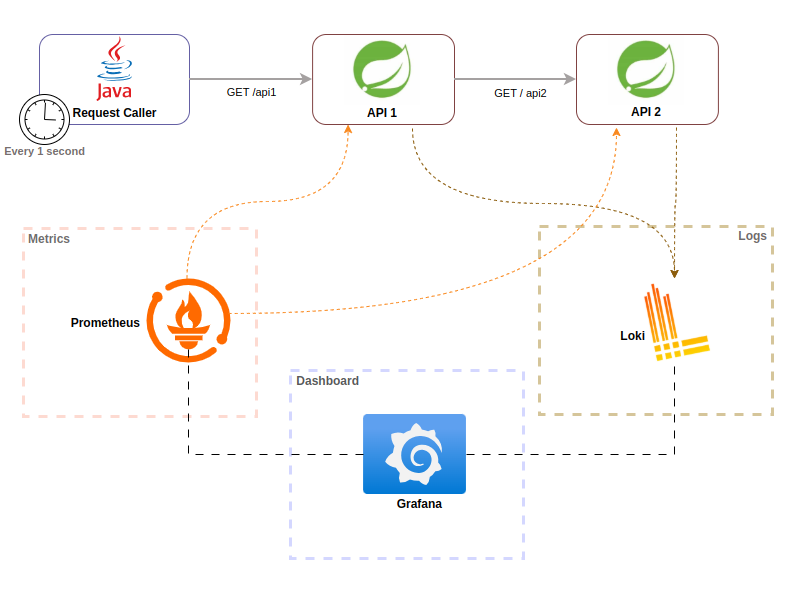 Java
Request Caller
Every 1 second
GET /api1
API 1
GET / api2
API 2
Metrics
Prometheus
Logs
Loki
Dashboard
Grafana